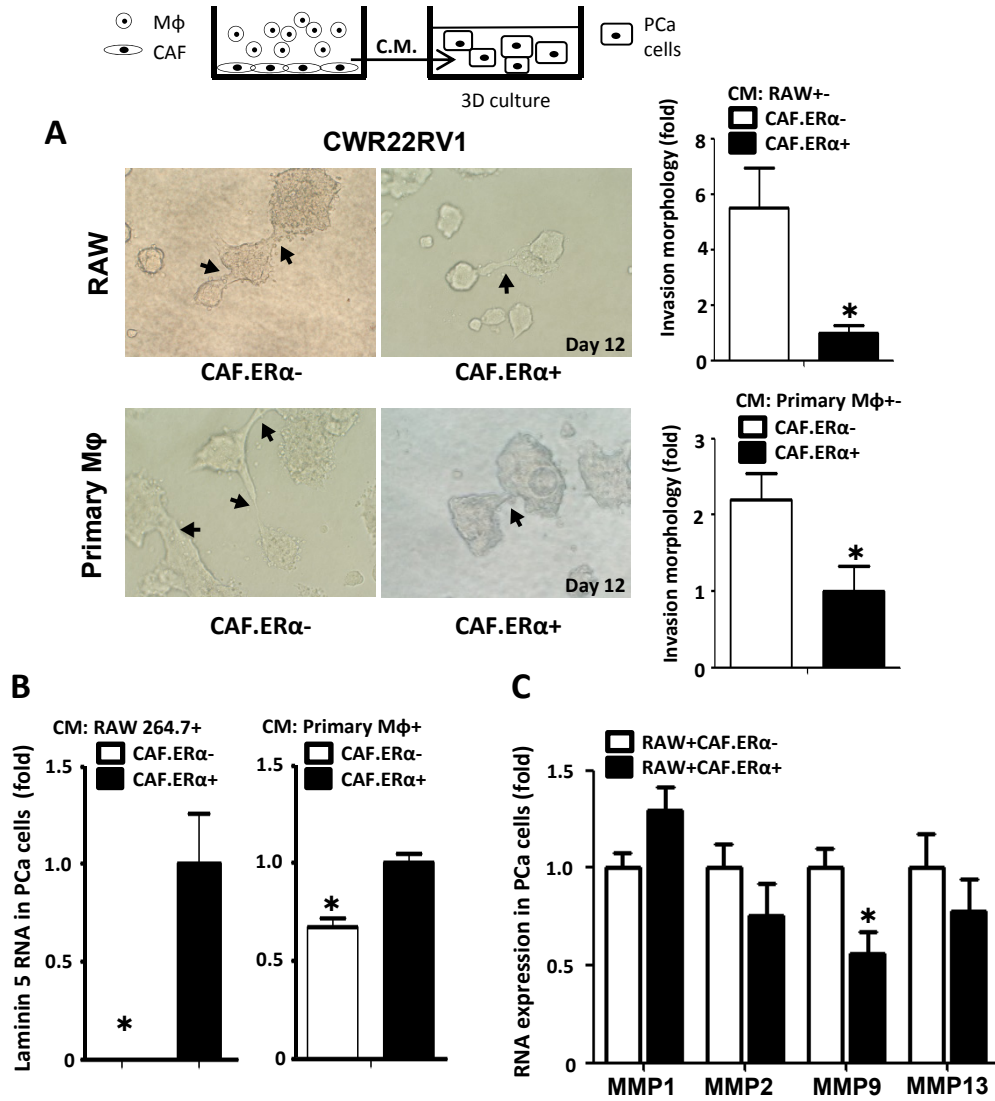 Mϕ
CAF
C.M.
PCa
cells
3D culture
A
CWR22RV1
RAW
Day 12
CAF.ERα-
CAF.ERα+
Primary Mφ
Day 12
CAF.ERα-
CAF.ERα+
CM: RAW+-
CAF.ERα-
CAF.ERα+
Invasion morphology (fold)
8
6
4
2
0
*
CM: Primary Mϕ+-
CAF.ERα-
CAF.ERα+
Invasion morphology (fold)
3
2
1
0
*
B
CM: RAW 264.7+
CAF.ERα-
CAF.ERα+
Laminin 5 RNA in PCa cells (fold)
1.5
1.0
0.5
0
*
CM: Primary Mϕ+
CAF.ERα-
CAF.ERα+
1.5
1.0
0.5
0
*
C
RAW+CAF.ERα-
RAW+CAF.ERα+
RNA expression in PCa cells (fold)
1.5
1.0
0.5
0
*
MMP1 MMP2 MMP9 MMP13